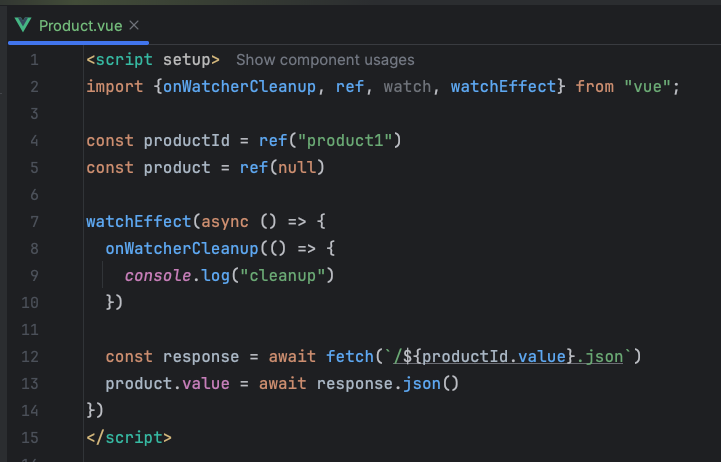 Product.vue
1 <script setup> Show component usages
2 import {onWatcherCleanup, ref, watch, watchEffect} from "vue";
3
4 const productId = ref("product1")
5 const product = ref(null)
6
7 watchEffect(async () => {
8   onWatcherCleanup(() => {
9     console.log("cleanup")
10   })
11
12   const response = await fetch(`/${productId.value}.json`)
13   product.value = await response.json()
14 })
15 </script>